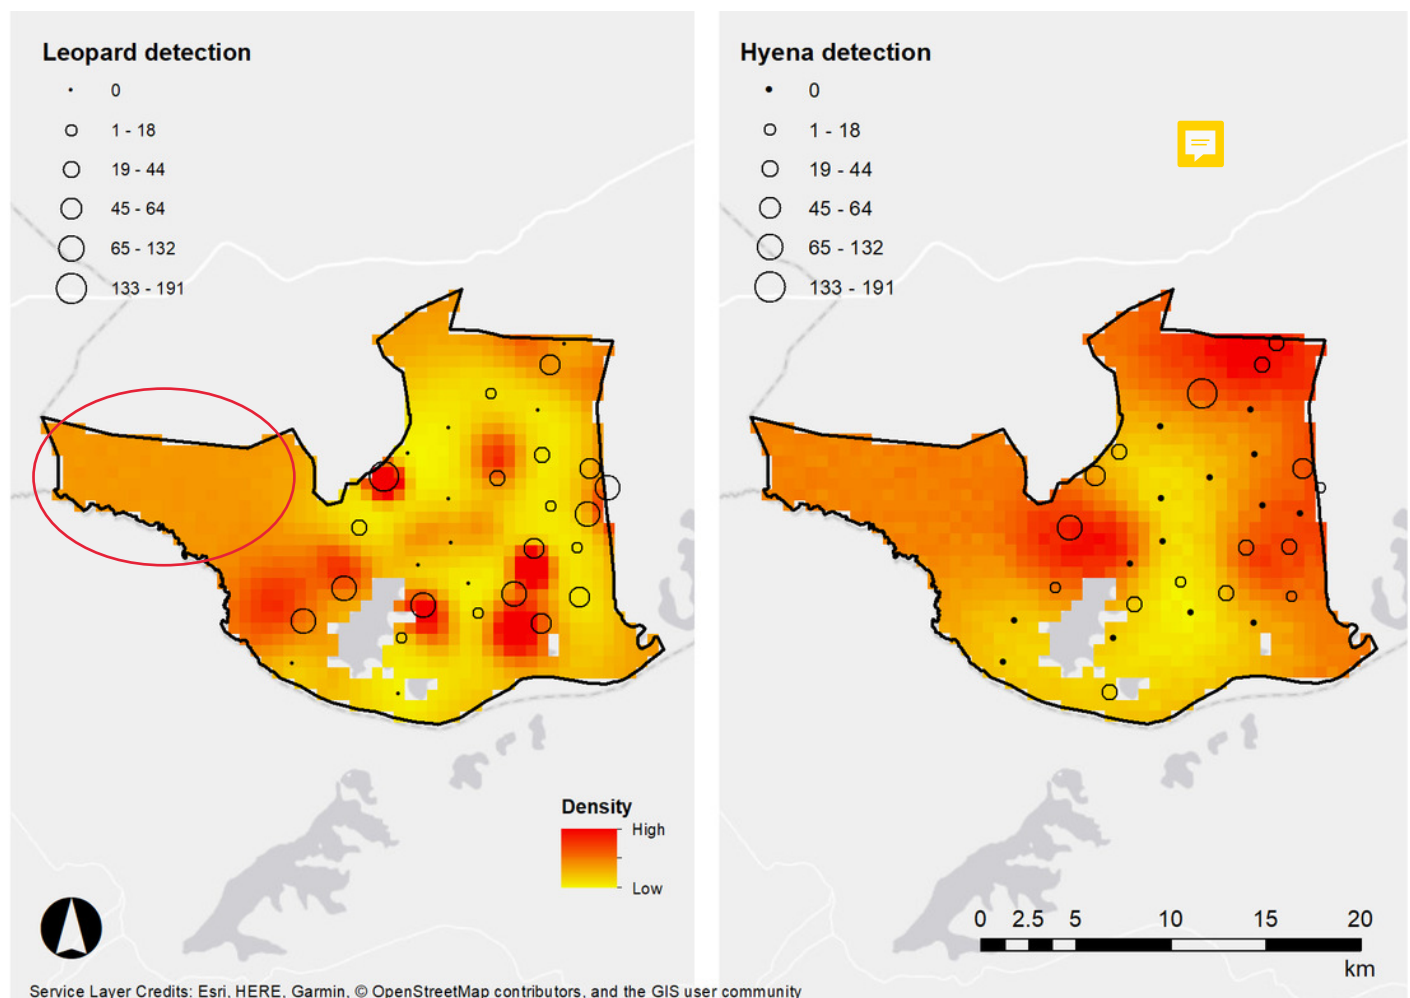 Leopard detection
0
1 - 18
19 - 44
45 - 64
65 - 132
133 - 191
Density
High
Low
Hyena detection
0
1 - 18
19 - 44
45 - 64
65 - 132
133 - 191
0 2.5 5 10 15 20
km
Service Layer Credits: Esri, HERE, Garmin, © OpenStreetMap contributors, and the GIS user community